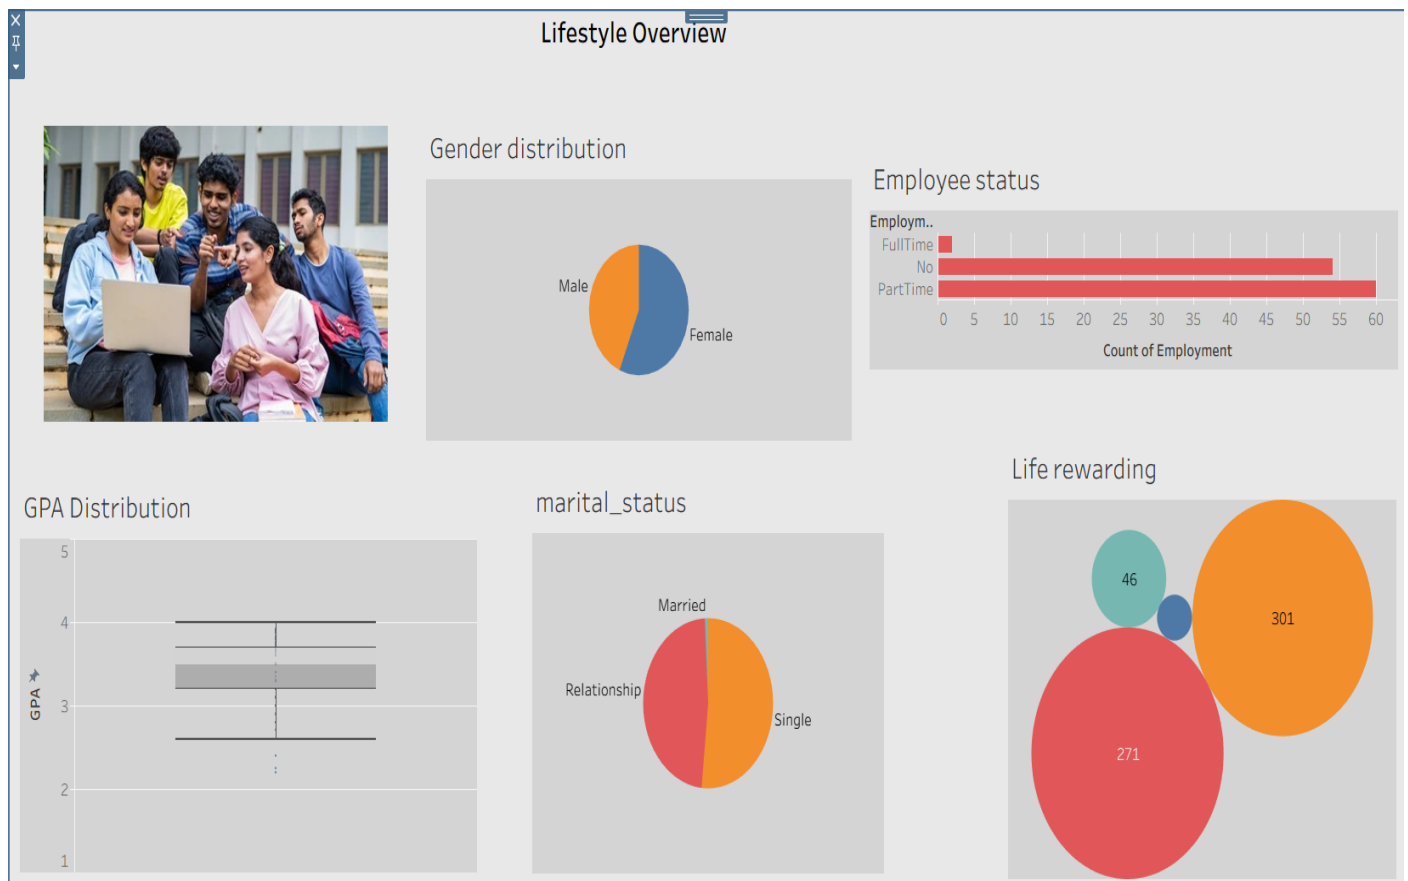 Lifestyle Overview
Gender distribution
Male
Female
Employee status
Employm..
FullTime
No
PartTime
0 5 10 15 20 25 30 35 40 45 50 55 60
Count of Employment
GPA Distribution
5
4
3
2
1
GPA
marital_status
Married
Relationship
Single
Life rewarding
46
301
271